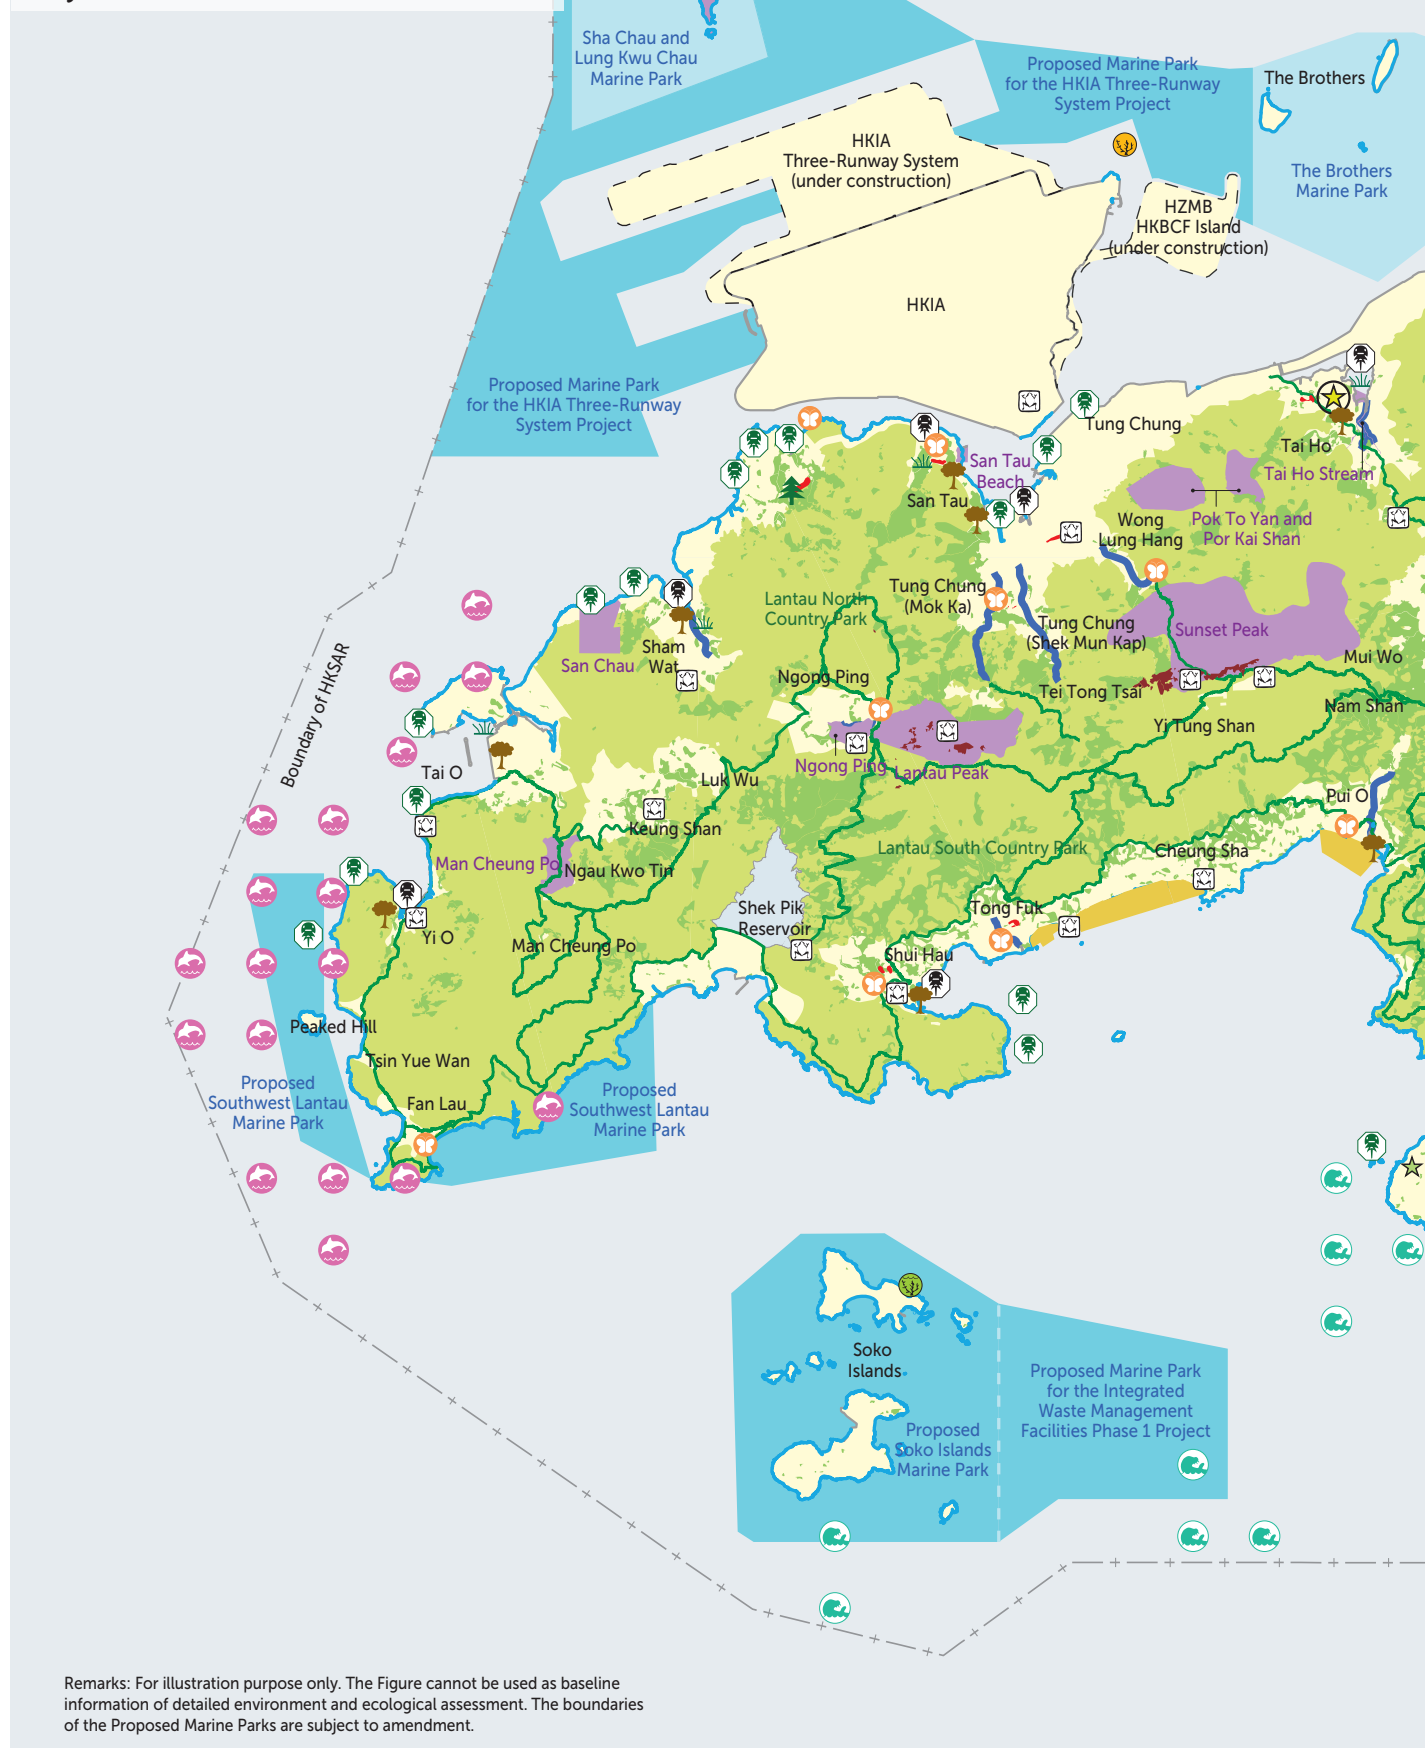 Sha Chau and
Lung Kwu Chau
Marine Park
Proposed Marine Park
for the HKIA Three-Runway
System Project
The Brothers
HKIA
Three-Runway System
(under construction)
The Brothers
Marine Park
HZMB
HKBCF Island
(under construction)
HKIA
Proposed Marine Park
for the HKIA Three-Runway
System Project
Tung Chung
Tai Ho
San Tau
Beach
Tai Ho Stream
San Tau
Wong
Lung Hang
Pok To Yan and
Por Kai Shan
Lantau North
Country Park
Tung Chung
(Mok Ka)
Tung Chung
(Shek Mun Kap)
Sunset Peak
San Chau
Sham
Wat
Mui Wo
Ngong Ping
Tei Tong Tsai
Nam Shan
Yi Tung Shan
Boundary of HKSAR
Tai O
Ngong Ping
Lantau Peak
Luk Wu
Pui O
Keung Shan
Man Cheung Po
Ngau Kwo Tin
Lantau South Country Park
Cheung Sha
Shek Pik
Reservoir
Tong Fuk
Yi O
Man Cheung Po
Shui Hau
Peaked Hill
Tsin Yue Wan
Proposed
Southwest Lantau
Marine Park
Fan Lau
Proposed
Southwest Lantau
Marine Park
Soko
Islands
Proposed Marine Park
for the Integrated
Waste Management
Facilities Phase 1 Project
Proposed
Soko Islands
Marine Park
Remarks: For illustration purpose only. The Figure cannot be used as baseline
information of detailed environment and ecological assessment. The boundaries
of the Proposed Marine Parks are subject to amendment.